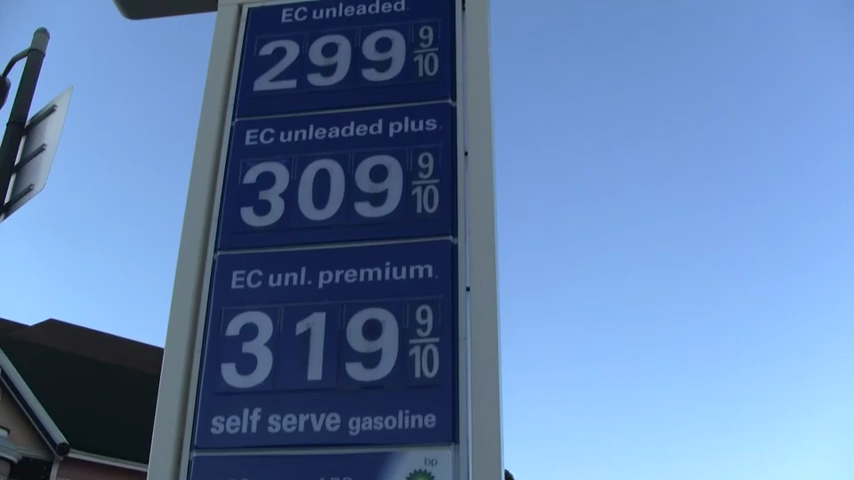 EC unleaded
299 9/10
EC unleaded plus
309 9/10
EC unl. premium
319 9/10
self serve gasoline
bp